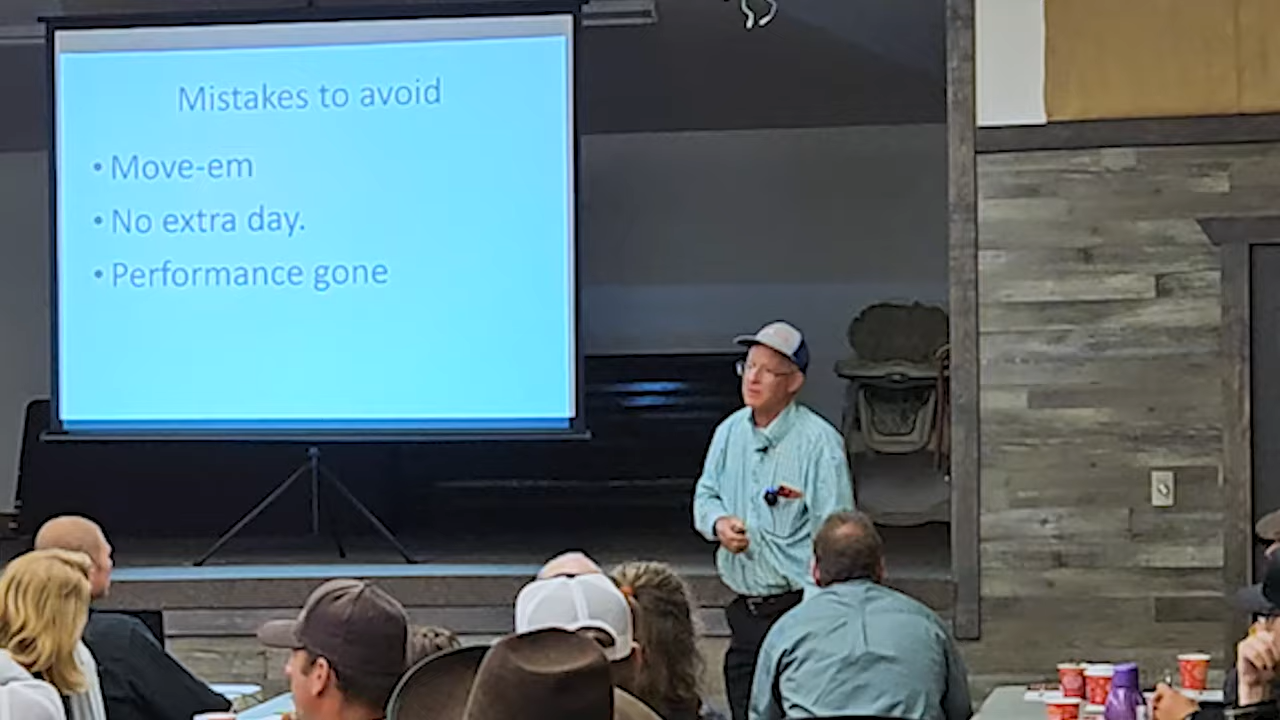 Mistakes to avoid
• Move-em
• No extra day.
• Performance gone